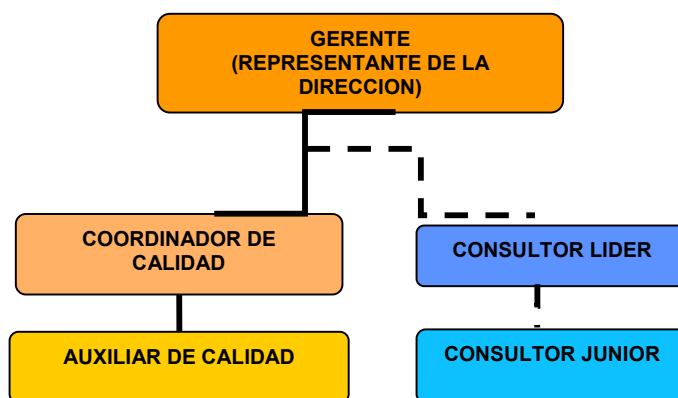 GERENTE
(REPRESENTANTE DE LA
DIRECCION)
COORDINADOR DE
CALIDAD
CONSULTOR LIDER
AUXILIAR DE CALIDAD
CONSULTOR JUNIOR